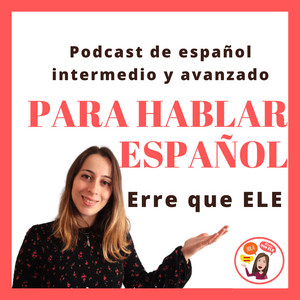 Podcast de español
intermedio y avanzado
PARA HABLAR
ESPAÑOL
Erre que ELE